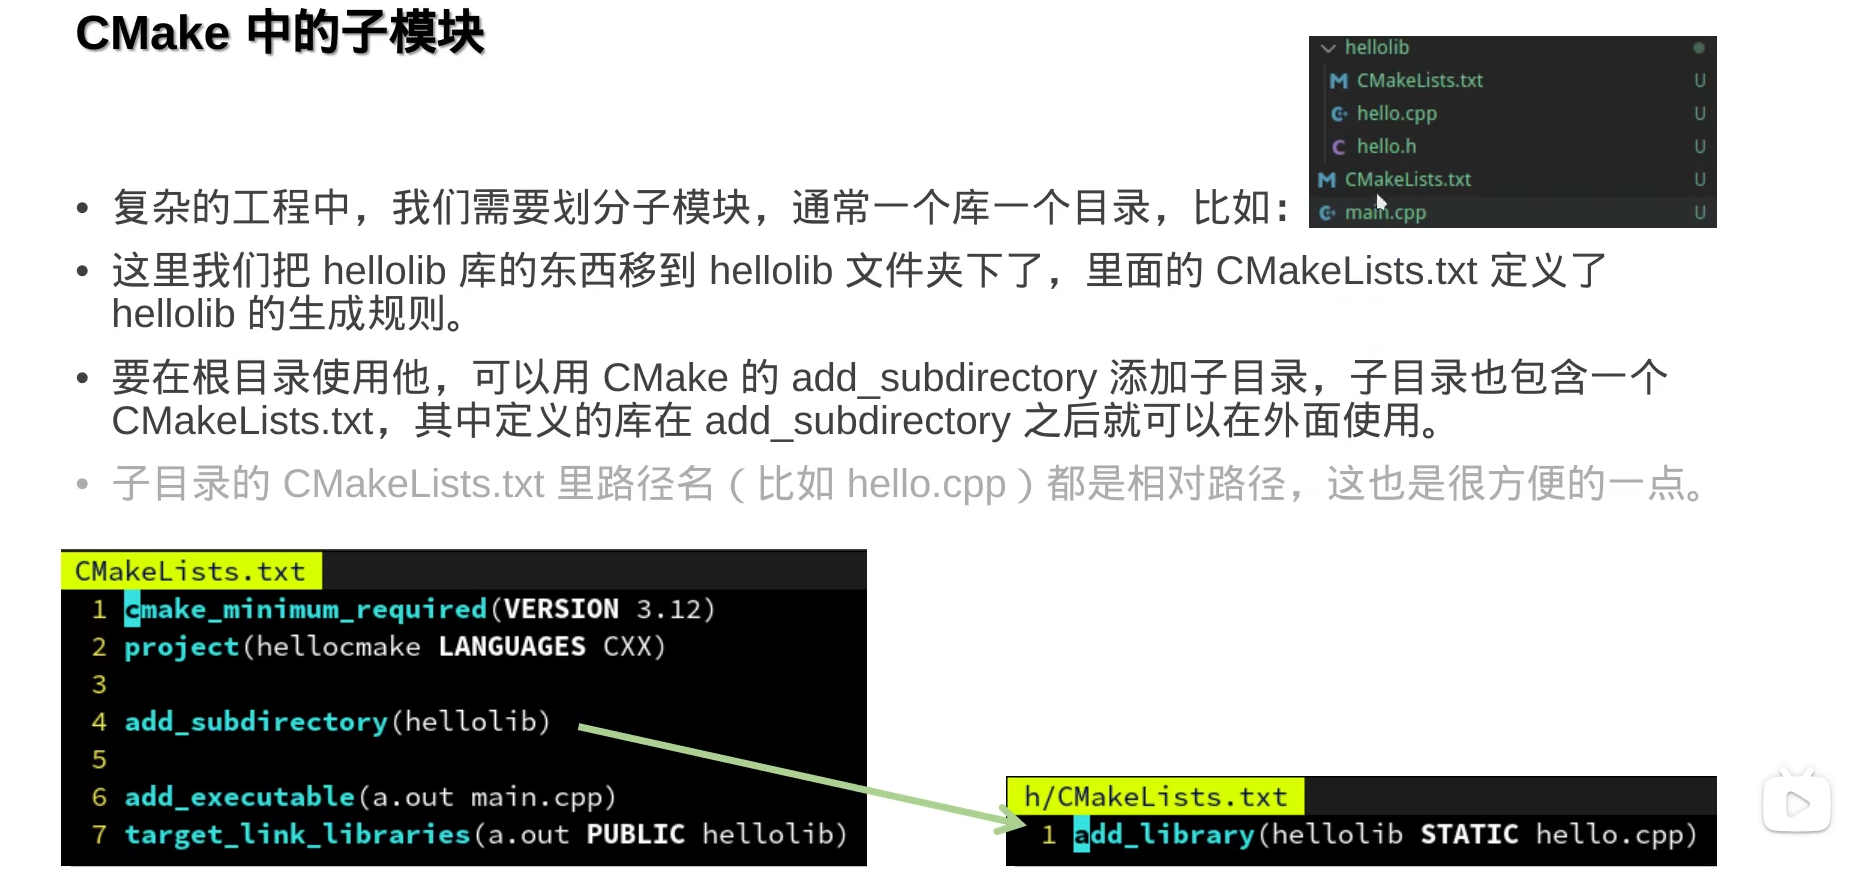 CMake 中的子模块
hellolib
CMakeLists.txt U
hello.cpp U
hello.h U
CMakeLists.txt U
main.cpp U
• 复杂的工程中，我们需要划分子模块，通常一个库一个目录，比如：
• 这里我们把 hellolib 库的东西移到 hellolib 文件夹下了，里面的 CMakeLists.txt 定义了
hellolib 的生成规则。
• 要在根目录使用他，可以用 CMake 的 add_subdirectory 添加子目录，子目录也包含一个
CMakeLists.txt，其中定义的库在 add_subdirectory 之后就可以在外面使用。
• 子目录的 CMakeLists.txt 里路径名（比如 hello.cpp）都是相对路径，这也是很方便的一点。
CMakeLists.txt
1 cmake_minimum_required(VERSION 3.12)
2 project(hellocmake LANGUAGES CXX)
3
4 add_subdirectory(hellolib)
5
6 add_executable(a.out main.cpp)
7 target_link_libraries(a.out PUBLIC hellolib)
h/CMakeLists.txt
1 add_library(hellolib STATIC hello.cpp)